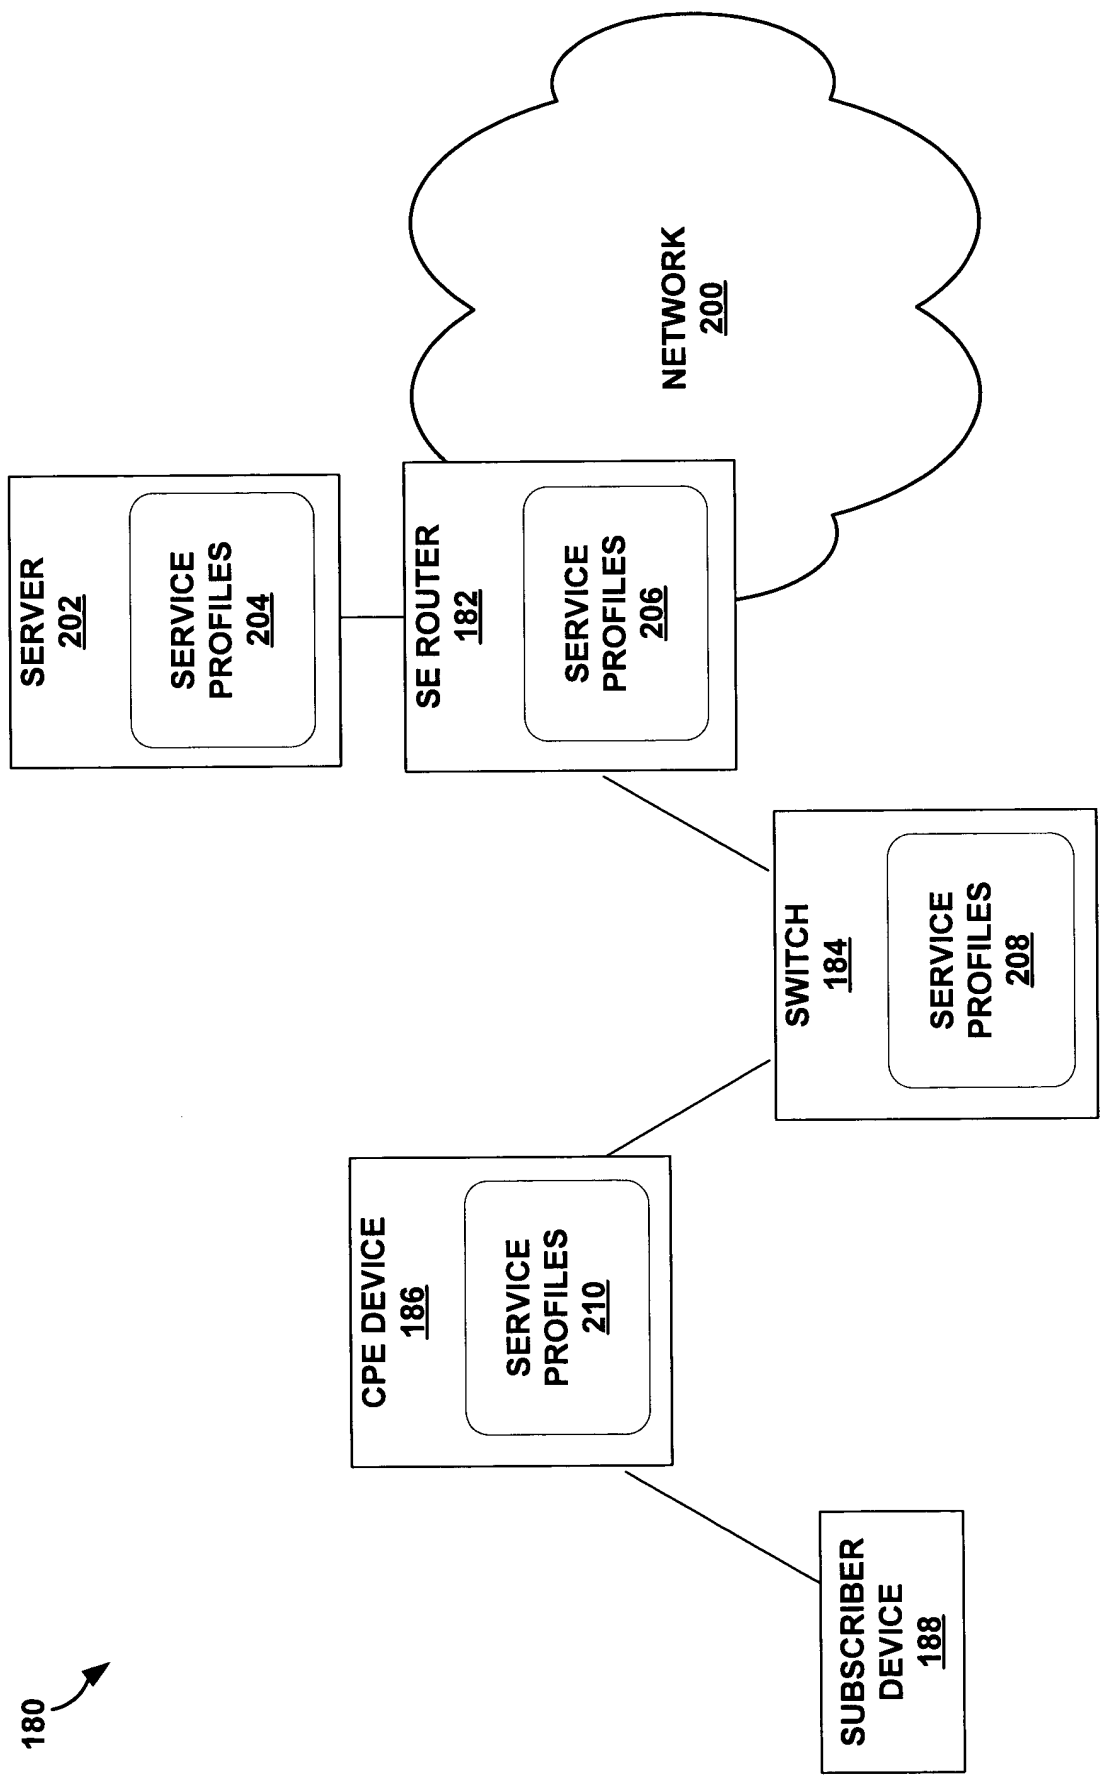 180
SERVER
202
SERVICE
PROFILES
204
SE ROUTER
182
SERVICE
PROFILES
206
NETWORK
200
CPE DEVICE
186
SERVICE
PROFILES
210
SWITCH
184
SERVICE
PROFILES
208
SUBSCRIBER
DEVICE
188